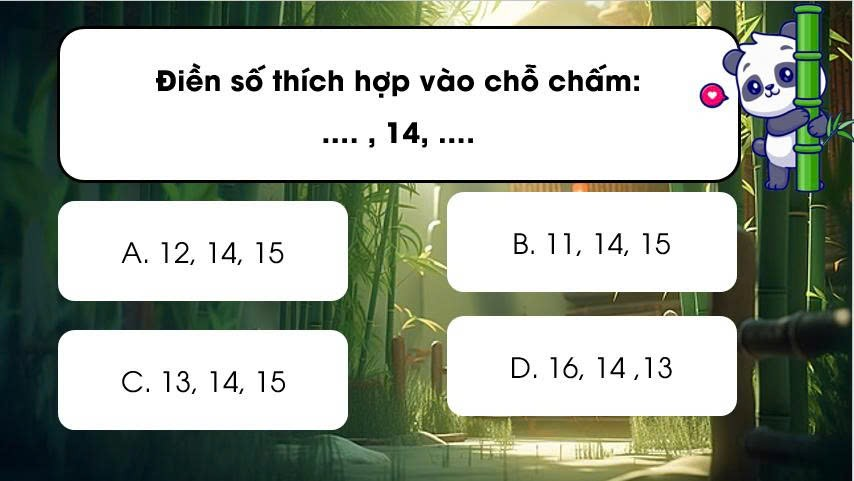 Điền số thích hợp vào chỗ chấm:
.... , 14, ....
A. 12, 14, 15
B. 11, 14, 15
C. 13, 14, 15
D. 16, 14 ,13